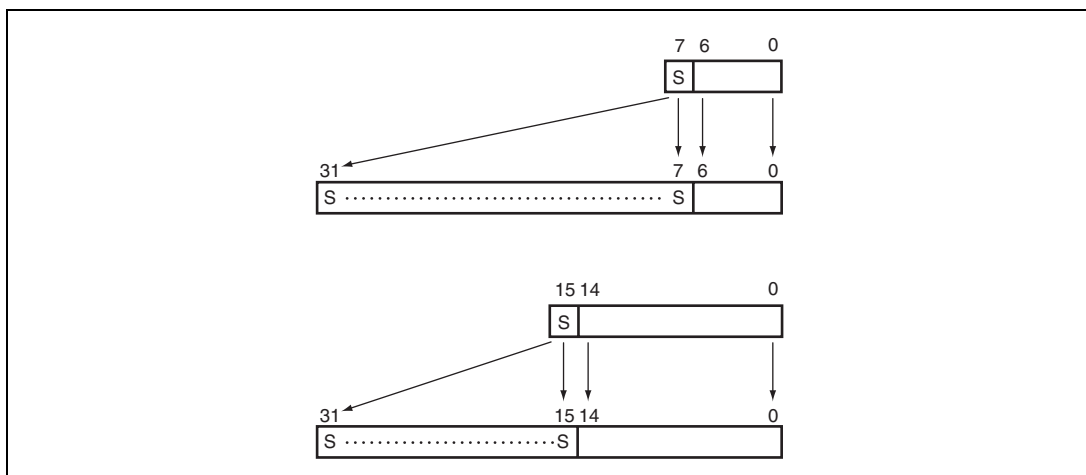 7 6 0
S
31 7 6 0
S ...................................... S
15 14 0
S
31 15 14 0
S ..........................S